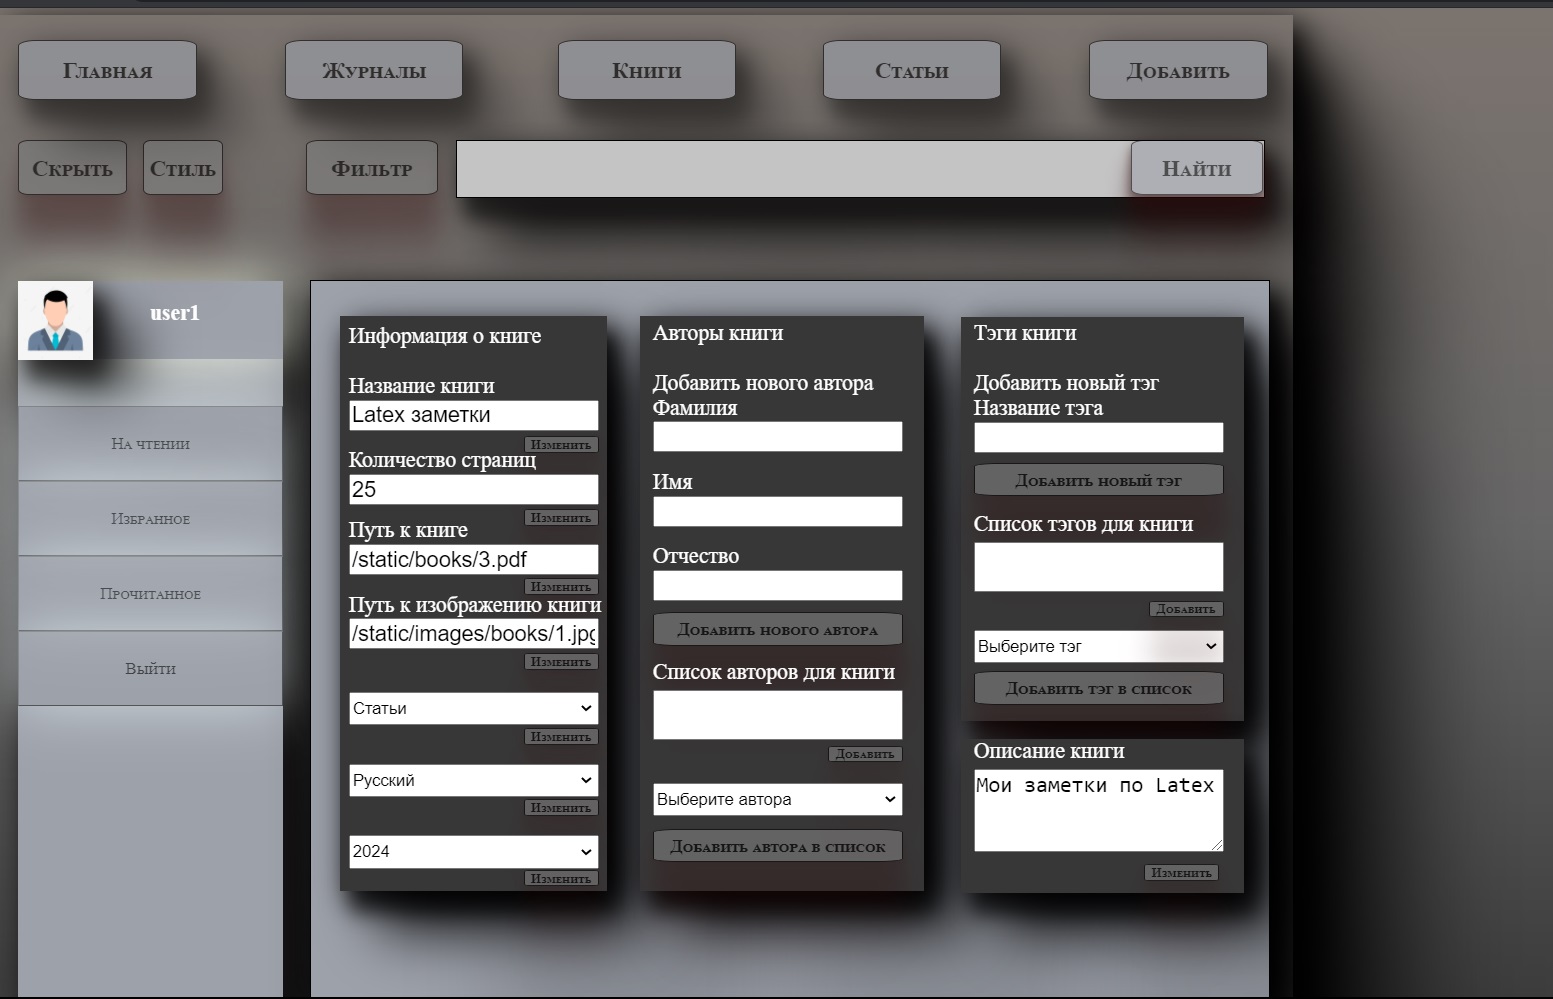 Главная
Журналы
Книги
Статьи
Добавить
Скрыть
Стиль
Фильтр
Найти
user1
На чтении
Избранное
Прочитанное
Выйти
Информация о книге
Название книги
Latex заметки
Изменить
Количество страниц
25
Изменить
Путь к книге
/static/books/3.pdf
Изменить
Путь к изображению книги
/static/images/books/1.jpg
Изменить
Статьи
Изменить
Русский
Изменить
2024
Изменить
Авторы книги
Добавить нового автора
Фамилия
Имя
Отчество
Добавить нового автора
Список авторов для книги
Добавить
Выберите автора
Добавить автора в список
Тэги книги
Добавить новый тэг
Название тэга
Добавить новый тэг
Список тэгов для книги
Добавить
Выберите тэг
Добавить тэг в список
Описание книги
Мои заметки по Latex
Изменить